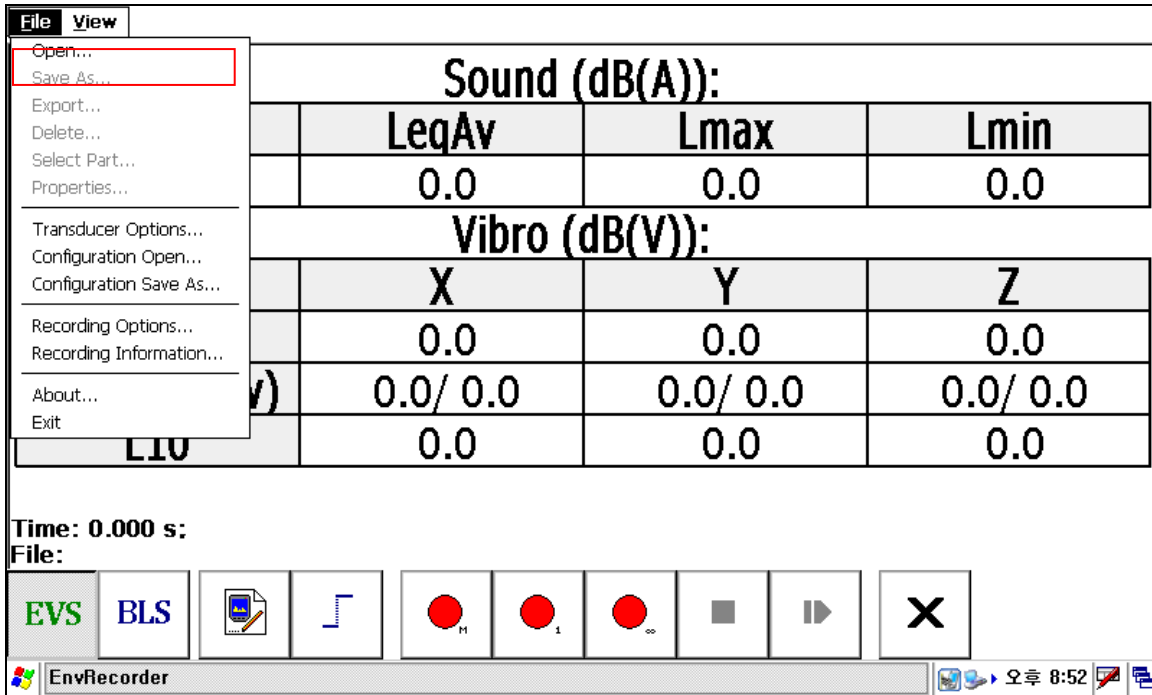 File View
Open...
Save As...
Export...
Delete...
Select Part...
Properties...
Transducer Options...
Configuration Open...
Configuration Save As...
Recording Options...
Recording Information...
About...
Exit
Sound (dB(A)):
LeqAv Lmax Lmin
0.0 0.0 0.0
Vibro (dB(V)):
X Y Z
0.0 0.0 0.0
v) 0.0/ 0.0 0.0/ 0.0 0.0/ 0.0
L10 0.0 0.0 0.0
Time: 0.000 s;
File:
EVS BLS M 1 ∞ X
EnvRecorder 오후 8:52